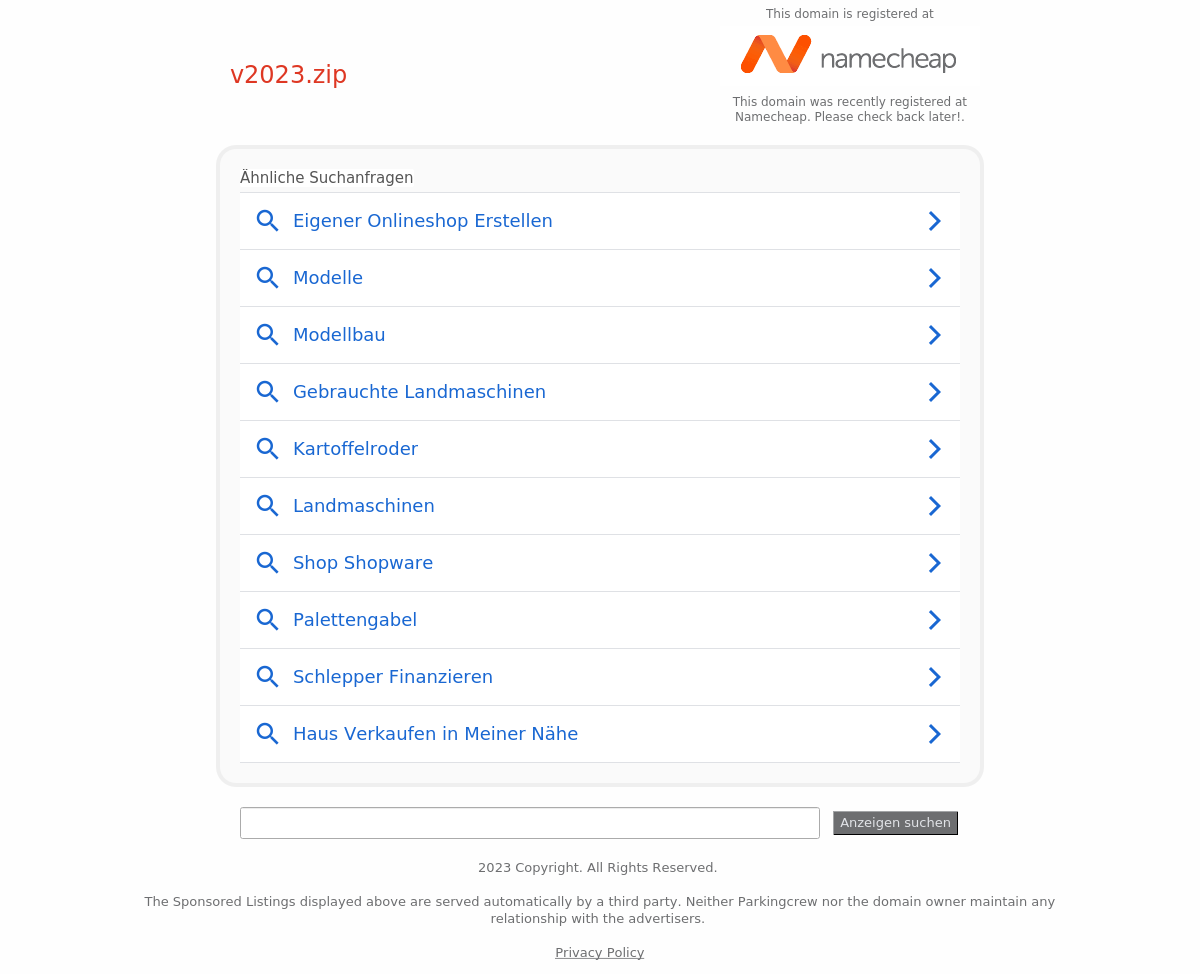 This domain is registered at
namecheap
v2023.zip
This domain was recently registered at
Namecheap. Please check back later!.
Ähnliche Suchanfragen
Eigener Onlineshop Erstellen
Modelle
Modellbau
Gebrauchte Landmaschinen
Kartoffelroder
Landmaschinen
Shop Shopware
Palettengabel
Schlepper Finanzieren
Haus Verkaufen in Meiner Nähe
Anzeigen suchen
2023 Copyright. All Rights Reserved.
The Sponsored Listings displayed above are served automatically by a third party. Neither Parkingcrew nor the domain owner maintain any
relationship with the advertisers.
Privacy Policy